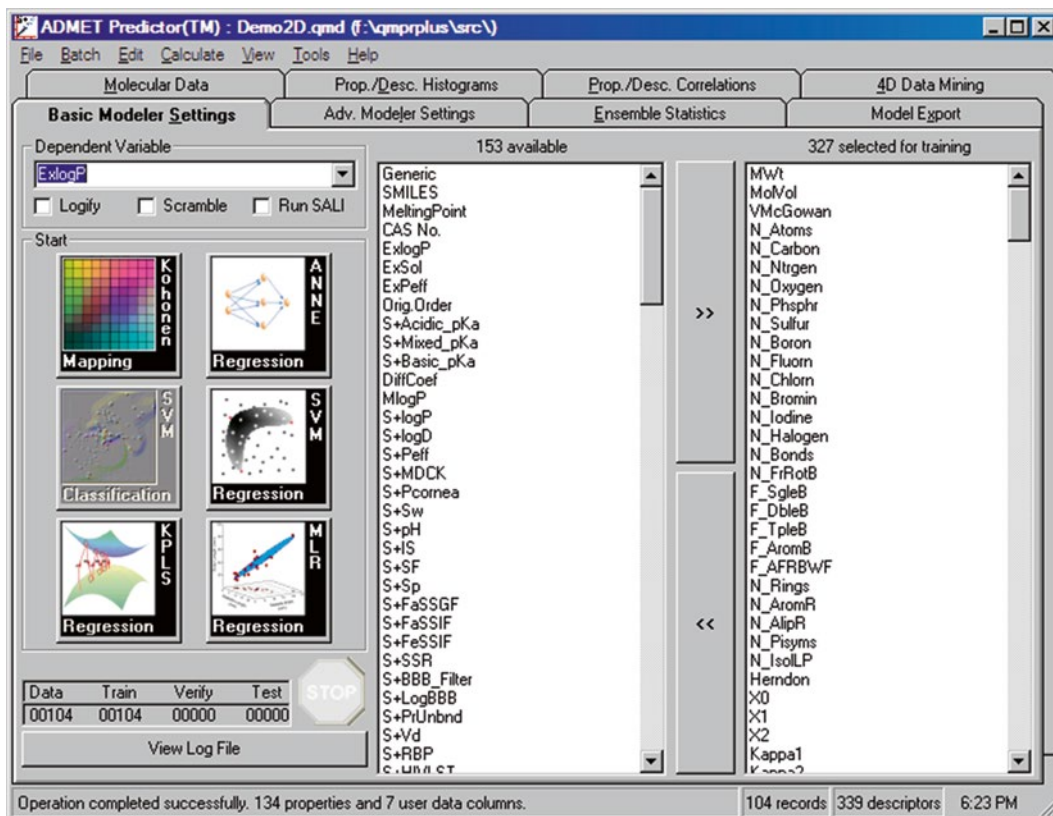 ADMET Predictor(TM) : Demo2D.qmd (f:\qmprplus\src\)
File Batch Edit Calculate View Tools Help
Molecular Data Prop./Desc. Histograms Prop./Desc. Correlations 4D Data Mining
Basic Modeler Settings Adv. Modeler Settings Ensemble Statistics Model Export
Dependent Variable
ExlogP
Logify Scramble Run SALI
Start
Kohonen
Mapping
ANNE
Regression
SVM
Classification
SVM
Regression
KPLS
Regression
MLR
Regression
Data Train Verify Test
00104 00104 00000 00000
STOP
View Log File
153 available
Generic
SMILES
MeltingPoint
CAS No.
ExlogP
ExSol
ExPeff
Orig.Order
S+Acidic_pKa
S+Mixed_pKa
S+Basic_pKa
DiffCoef
MlogP
S+logP
S+logD
S+Peff
S+MDCK
S+Pcornea
S+Sw
S+pH
S+IS
S+SF
S+Sp
S+FaSSGF
S+FaSSIF
S+FeSSIF
S+SSR
S+BBB_Filter
S+LogBBB
S+PrUnbnd
S+Vd
S+RBP
>>
<<
327 selected for training
MWt
MolVol
VMcGowan
N_Atoms
N_Carbon
N_Ntrgen
N_Oxygen
N_Phsphr
N_Sulfur
N_Boron
N_Fluorn
N_Chlorn
N_Bromin
N_Iodine
N_Halogen
N_Bonds
N_FrRotB
F_SgleB
F_DbleB
F_TpleB
F_AromB
F_AFRBWF
N_Rings
N_AromR
N_AlipR
N_Pisyms
N_IsolLP
Herndon
X0
X1
X2
Kappa1
Kappa2
Operation completed successfully. 134 properties and 7 user data columns. 104 records 339 descriptors 6:23 PM